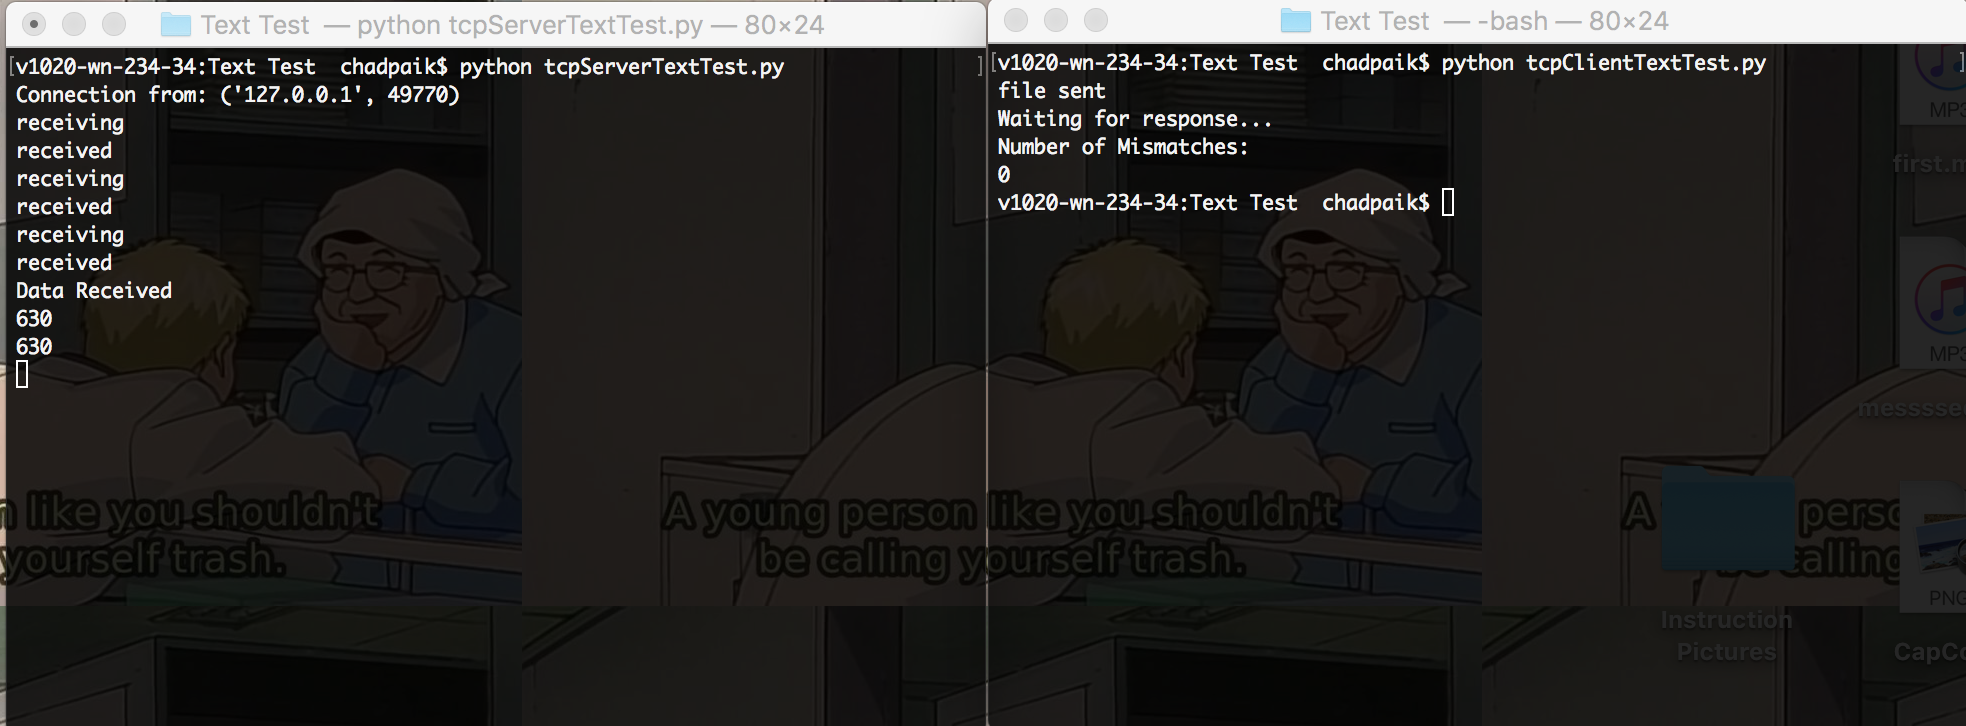 Text Test — python tcpServerTextTest.py — 80×24
[v1020-wn-234-34:Text Test  chadpaik$ python tcpServerTextTest.py ]
Connection from: ('127.0.0.1', 49770)
receiving
received
receiving
received
receiving
received
Data Received
630
630
n like you shouldn't
yourself trash.
A young person like you shouldn't
be calling yourself trash.
Text Test — -bash — 80×24
[v1020-wn-234-34:Text Test  chadpaik$ python tcpClientTextTest.py ]
file sent
Waiting for response...
Number of Mismatches:
0
v1020-wn-234-34:Text Test  chadpaik$
A
perso
calling
MP3
first.m
MP3
messsse
PNG
Instruction
Pictures
CapCo